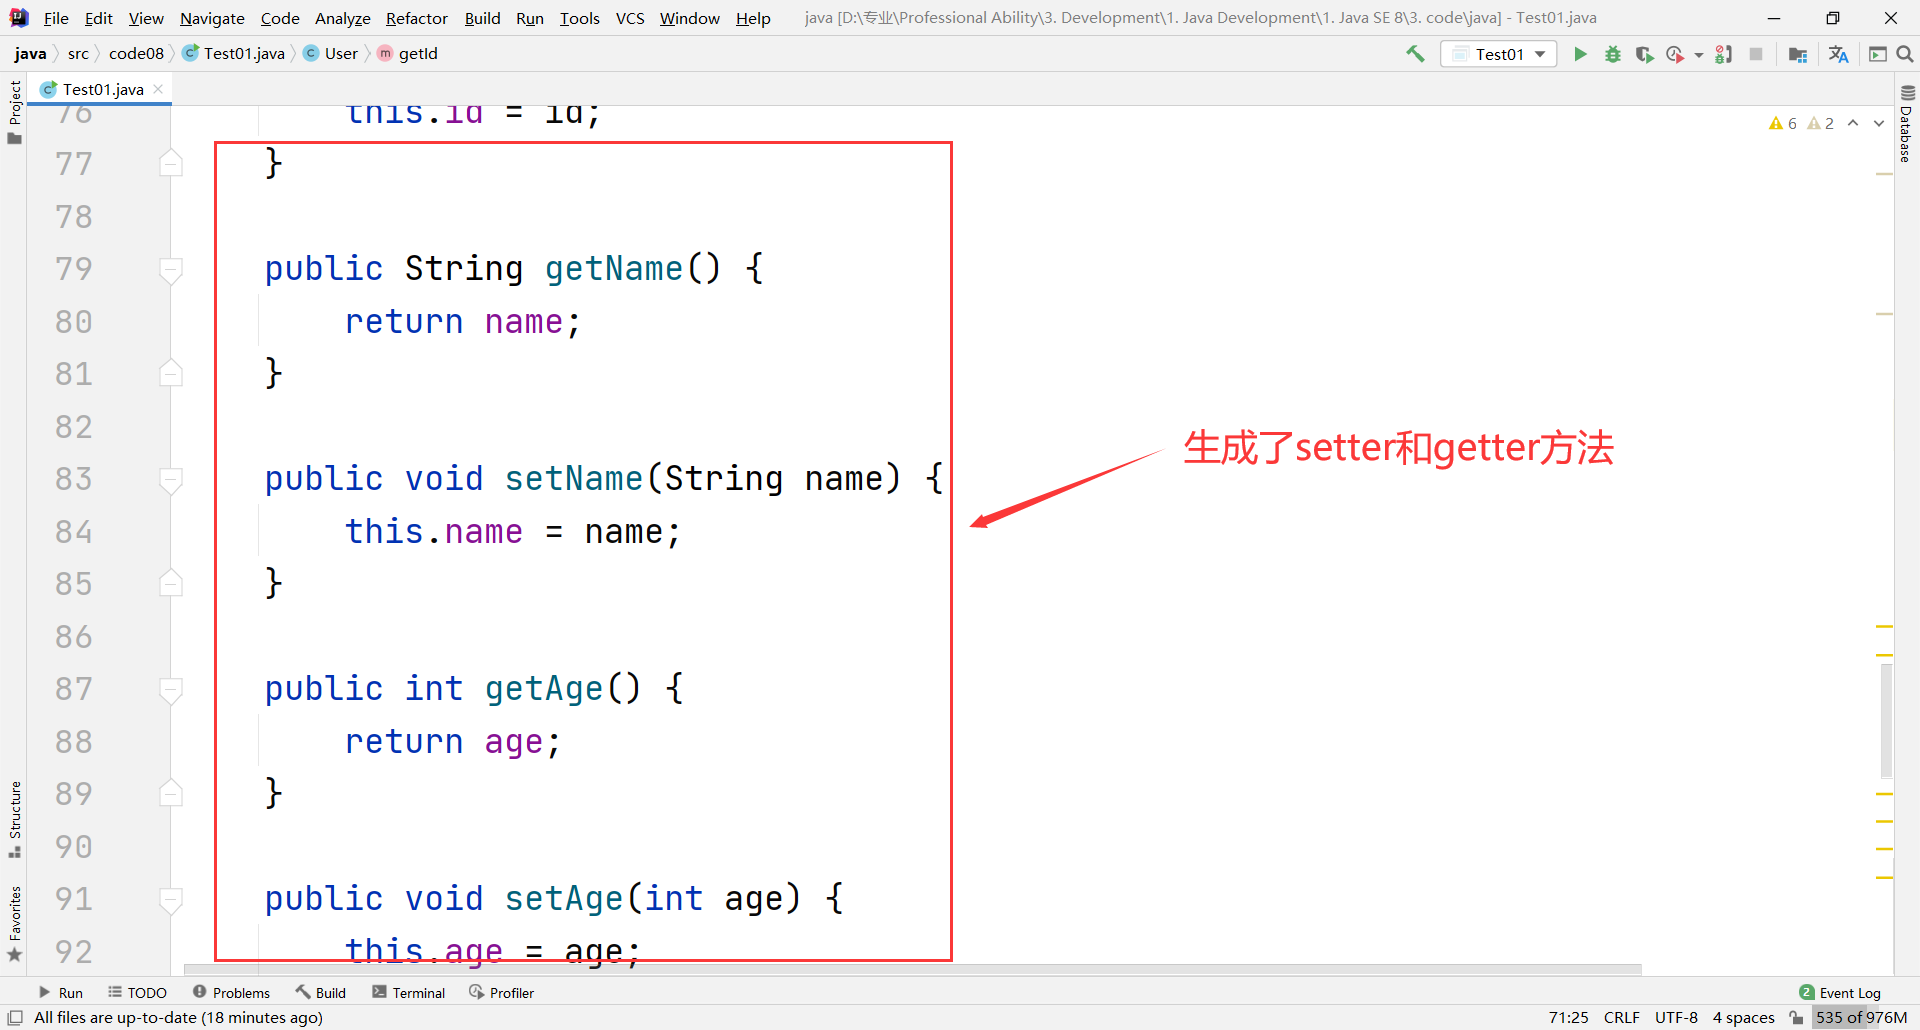 File Edit View Navigate Code Analyze Refactor Build Run Tools VCS Window Help java [D:\专业\Professional Ability\3. Development\1. Java Development\1. Java SE 8\3. code\java] - Test01.java
java src code08 Test01.java User getId Test01
Project
Test01.java
6 2
Database
76 this.id = id;
77 }
78
79 public String getName() {
80 return name;
81 }
82
生成了setter和getter方法
83 public void setName(String name) {
84 this.name = name;
85 }
86
87 public int getAge() {
88 return age;
89 }
90
91 public void setAge(int age) {
92 this.age = age;
Structure
Favorites
Run TODO Problems Build Terminal Profiler 2 Event Log
All files are up-to-date (18 minutes ago) 71:25 CRLF UTF-8 4 spaces 535 of 976M